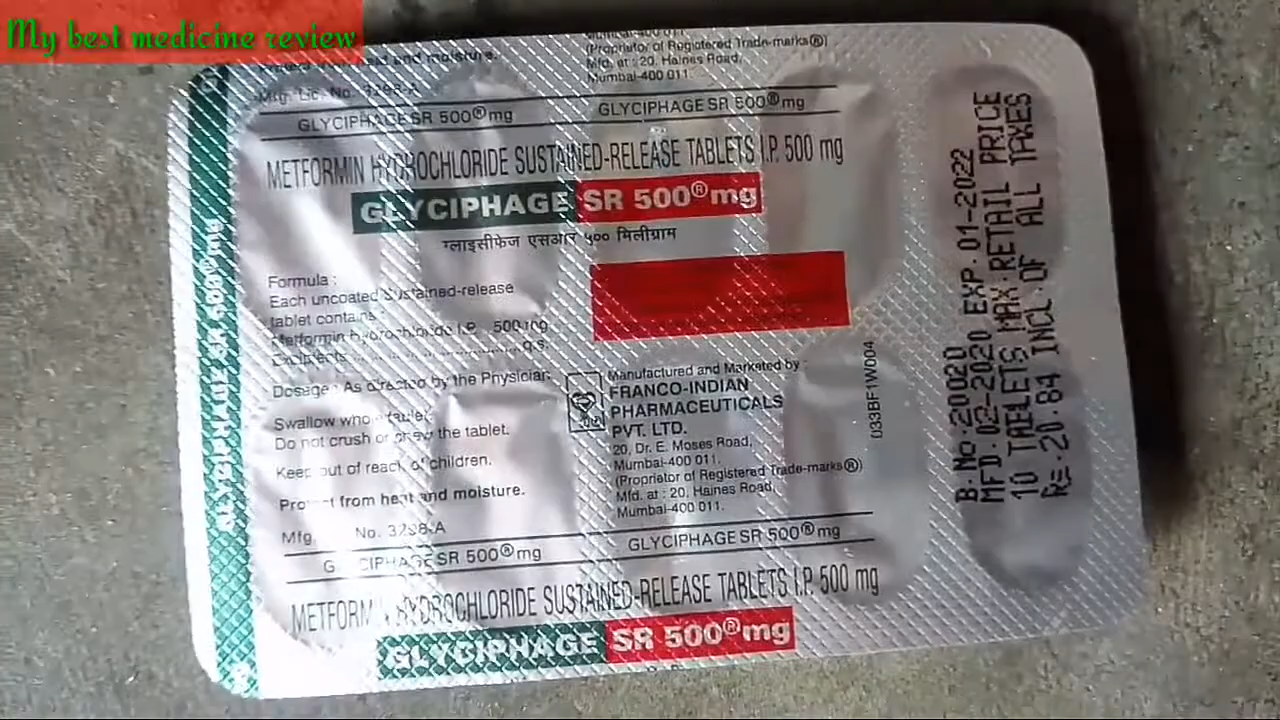 My best medicine review
and moisture.
(Proprietor of Registered Trade-marks®)
Mfd. at : 20, Haines Road,
Mumbai-400 011.
Mfg. Lic. No.
GLYCIPHAGE SR 500® mg
GLYCIPHAGE SR 500® mg
METFORMIN HYDROCHLORIDE SUSTAINED-RELEASE TABLETS I.P. 500 mg
GLYCIPHAGE SR 500® mg
ग्लाइसीफेज एसआर ५०० मिलीग्राम
Formula :
Each uncoated Sustained-release
tablet contains :
Metformin Hydrochloride I.P. 500 mg
Excipients ........................ q.s.
Dosage : As directed by the Physician.
Swallow whole tablet.
Do not crush or chew the tablet.
Keep out of reach of children.
Protect from heat and moisture.
Mfg. No. 3298-A
Manufactured and Marketed by :
FRANCO-INDIAN
PHARMACEUTICALS
PVT. LTD.
20, Dr. E. Moses Road,
Mumbai-400 011.
(Proprietor of Registered Trade-marks®)
Mfd. at : 20, Haines Road,
Mumbai-400 011.
GLYCIPHAGE SR 500® mg
GLYCIPHAGE SR 500® mg
METFORMIN HYDROCHLORIDE SUSTAINED-RELEASE TABLETS I.P. 500 mg
GLYCIPHAGE SR 500® mg
GLYCIPHAGE SR 500® mg
033BF1W004
B.No.20020 EXP.01-2022
MFD.02-2020
10 TABLETS MAX.RETAIL PRICE
Rs.20.84 INCL.OF ALL TAXES